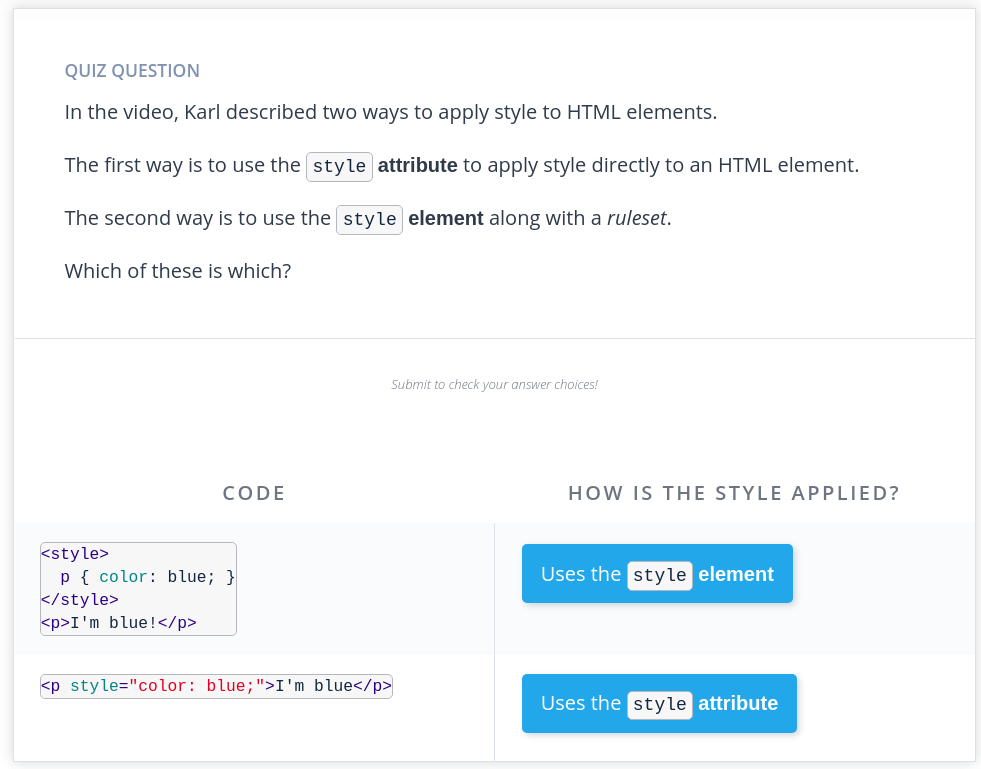 QUIZ QUESTION
In the video, Karl described two ways to apply style to HTML elements.
The first way is to use the style attribute to apply style directly to an HTML element.
The second way is to use the style element along with a ruleset.
Which of these is which?
Submit to check your answer choices!
CODE HOW IS THE STYLE APPLIED?
<style>
  p { color: blue; }
</style>
<p>I'm blue!</p>
Uses the style element
<p style="color: blue;">I'm blue</p>
Uses the style attribute